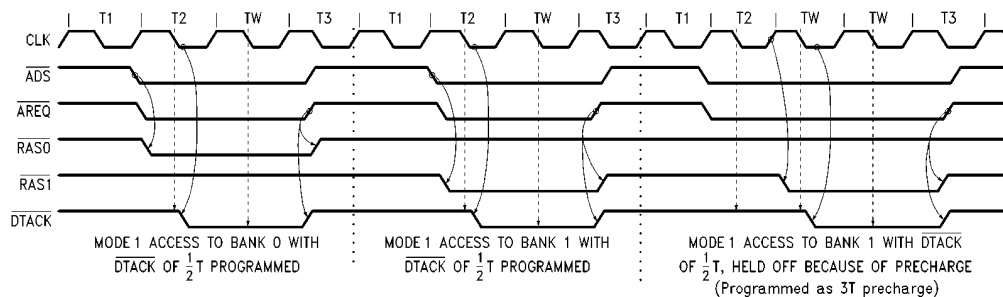 T1 T2 TW T3 T1 T2 TW T3 T1 T2 TW TW T3
CLK
ADS
AREQ
RAS0
RAS1
DTACK
MODE 1 ACCESS TO BANK 0 WITH
DTACK OF 1/2 T PROGRAMMED
MODE 1 ACCESS TO BANK 1 WITH
DTACK OF 1/2 T PROGRAMMED
MODE 1 ACCESS TO BANK 1 WITH DTACK
OF 1/2 T, HELD OFF BECAUSE OF PRECHARGE
(Programmed as 3T precharge)